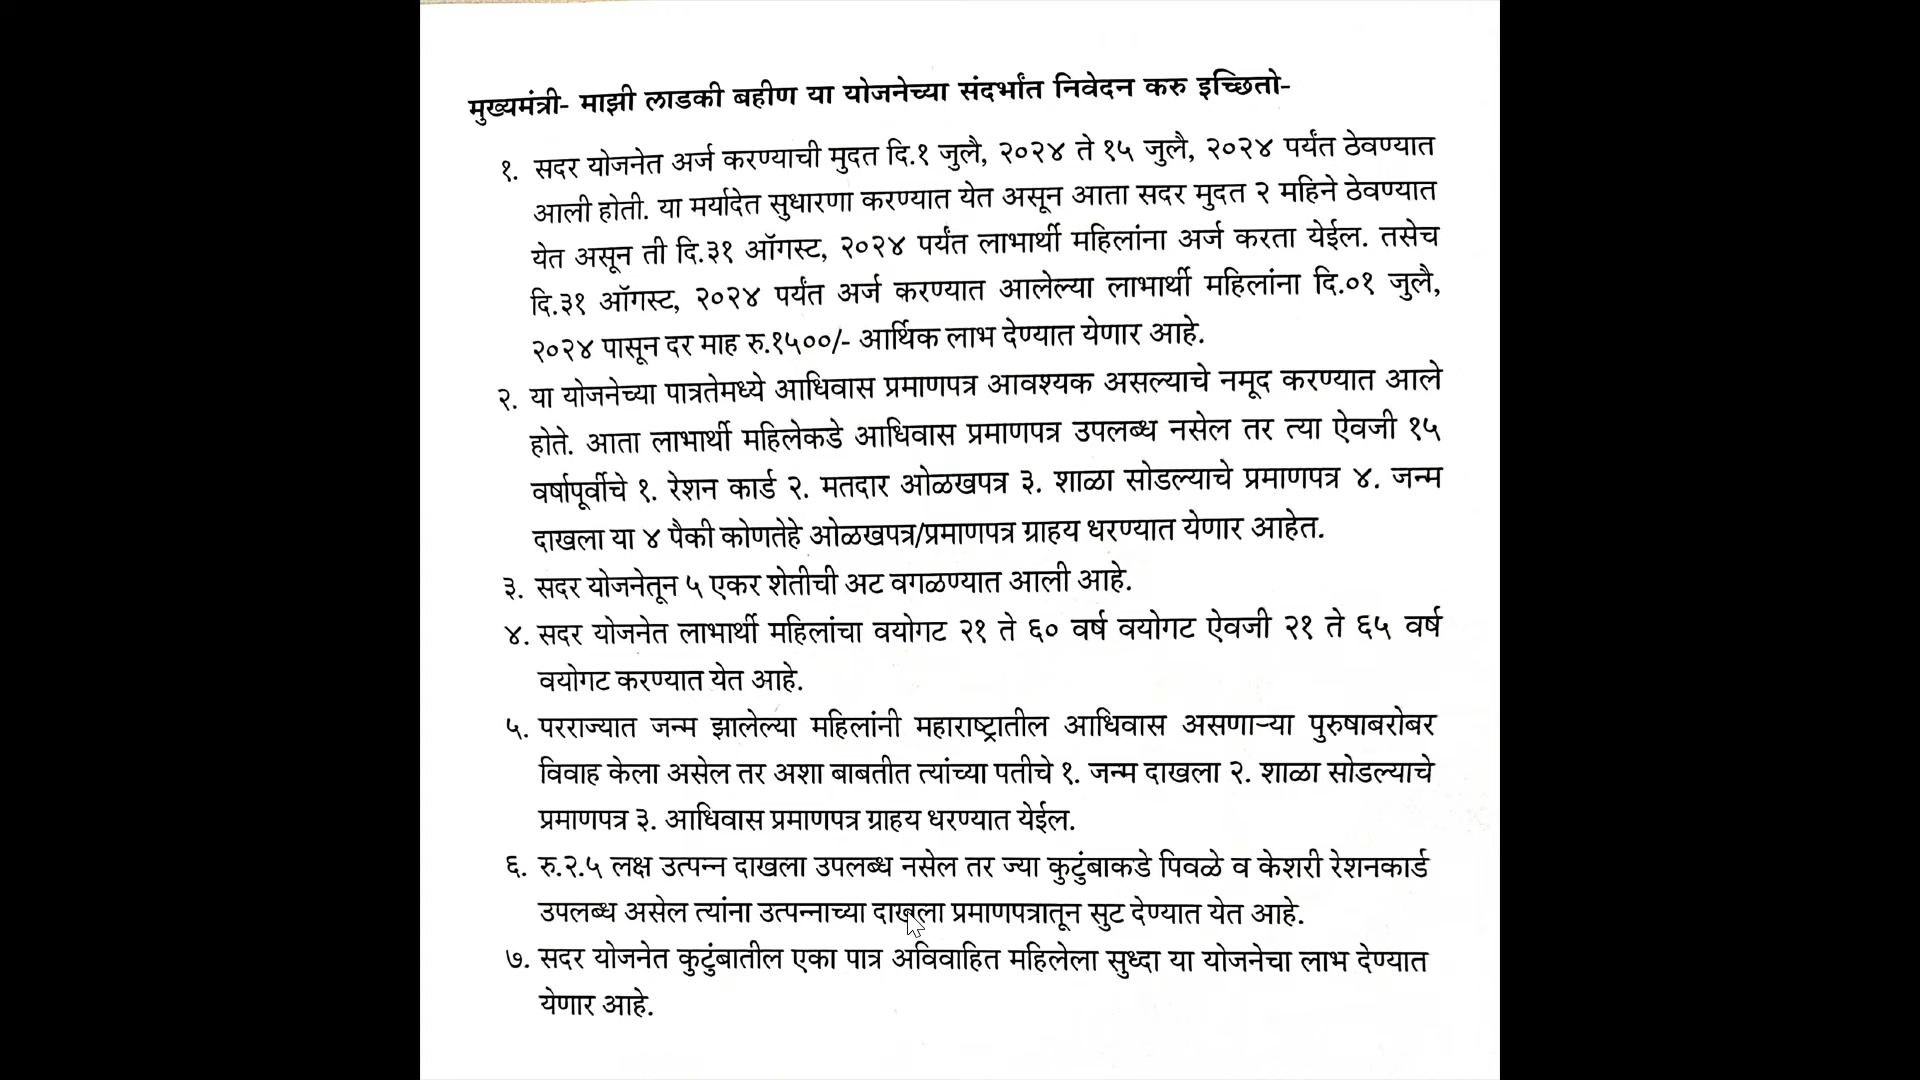 मुख्यमंत्री- माझी लाडकी बहीण या योजनेच्या संदर्भांत निवेदन करु इच्छितो-
१. सदर योजनेत अर्ज करण्याची मुदत दि.१ जुलै, २०२४ ते १५ जुलै, २०२४ पर्यंत ठेवण्यात
आली होती. या मर्यादेत सुधारणा करण्यात येत असून आता सदर मुदत २ महिने ठेवण्यात
येत असून ती दि.३१ ऑगस्ट, २०२४ पर्यंत लाभार्थी महिलांना अर्ज करता येईल. तसेच
दि.३१ ऑगस्ट, २०२४ पर्यंत अर्ज करण्यात आलेल्या लाभार्थी महिलांना दि.०१ जुलै,
२०२४ पासून दर माह रु.१५००/- आर्थिक लाभ देण्यात येणार आहे.
२. या योजनेच्या पात्रतेमध्ये आधिवास प्रमाणपत्र आवश्यक असल्याचे नमूद करण्यात आले
होते. आता लाभार्थी महिलेकडे आधिवास प्रमाणपत्र उपलब्ध नसेल तर त्या ऐवजी १५
वर्षापूर्वीचे १. रेशन कार्ड २. मतदार ओळखपत्र ३. शाळा सोडल्याचे प्रमाणपत्र ४. जन्म
दाखला या ४ पैकी कोणतेहे ओळखपत्र/प्रमाणपत्र ग्राहय धरण्यात येणार आहेत.
३. सदर योजनेतून ५ एकर शेतीची अट वगळण्यात आली आहे.
४. सदर योजनेत लाभार्थी महिलांचा वयोगट २१ ते ६० वर्ष वयोगट ऐवजी २१ ते ६५ वर्ष
वयोगट करण्यात येत आहे.
५. परराज्यात जन्म झालेल्या महिलांनी महाराष्ट्रातील आधिवास असणाऱ्या पुरुषाबरोबर
विवाह केला असेल तर अशा बाबतीत त्यांच्या पतीचे १. जन्म दाखला २. शाळा सोडल्याचे
प्रमाणपत्र ३. आधिवास प्रमाणपत्र ग्राहय धरण्यात येईल.
६. रु.२.५ लक्ष उत्पन्न दाखला उपलब्ध नसेल तर ज्या कुटुंबाकडे पिवळे व केशरी रेशनकार्ड
उपलब्ध असेल त्यांना उत्पन्नाच्या दाखला प्रमाणपत्रातून सुट देण्यात येत आहे.
७. सदर योजनेत कुटुंबातील एका पात्र अविवाहित महिलेला सुध्दा या योजनेचा लाभ देण्यात
येणार आहे.